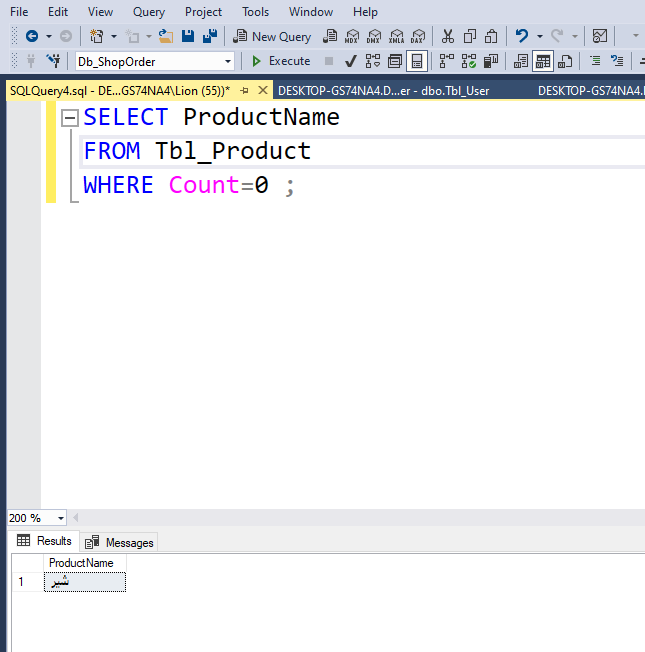 File Edit View Query Project Tools Window Help
New Query MDX DMX XMLA DAX
Db_ShopOrder Execute
SQLQuery4.sql - DE...GS74NA4\Lion (55))* DESKTOP-GS74NA4.D...er - dbo.Tbl_User DESKTOP-GS74NA4.
SELECT ProductName
FROM Tbl_Product
WHERE Count=0 ;
200 %
Results Messages
ProductName
1 شیر